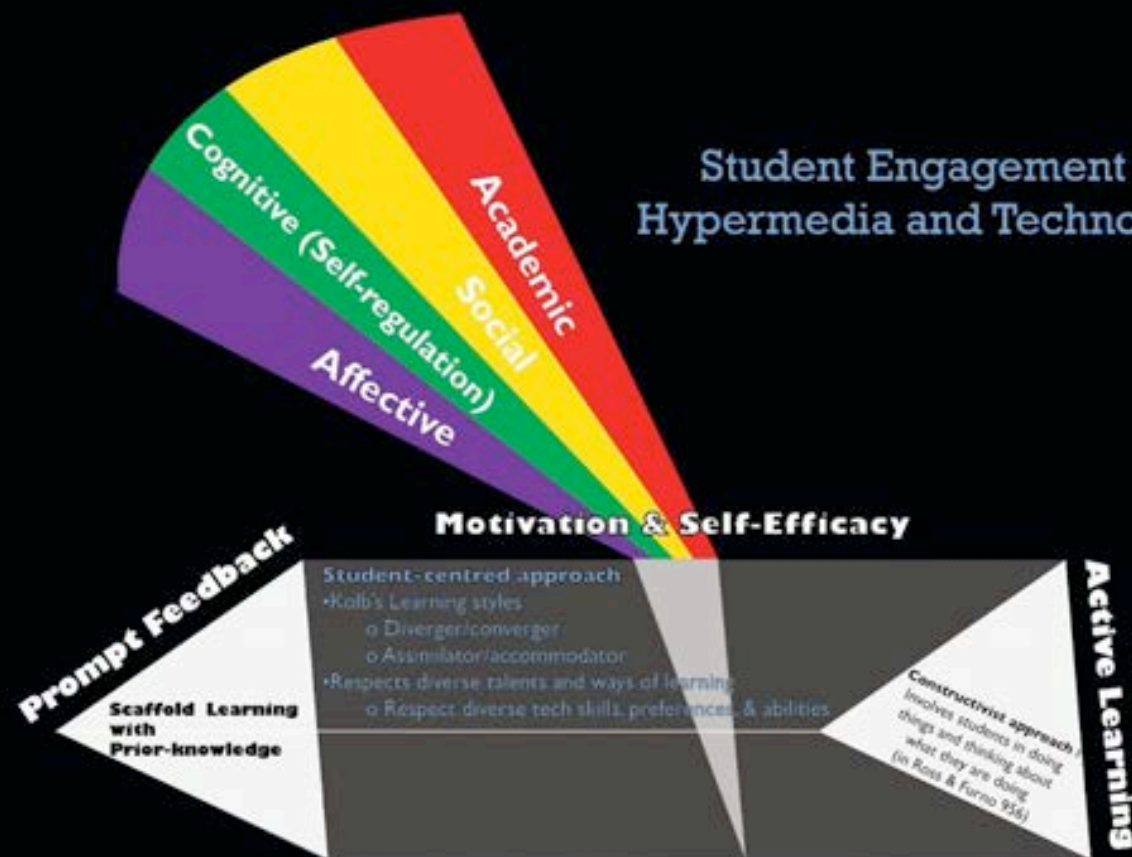 Student Engagement
Hypermedia and Techno
Academic
Social
Cognitive (Self-regulation)
Affective
Motivation & Self-Efficacy
Prompt Feedback
Scaffold Learning
with
Prior-knowledge
Student-centred approach
•Kolb's Learning styles
o Diverger/converger
o Assimilator/accommodator
•Respects diverse talents and ways of learning
o Respect diverse tech skills, preferences, & abilities
Constructivist approach /
Involves students in doing
things and thinking about
what they are doing
(in Ross & Furno 956)
Active Learning